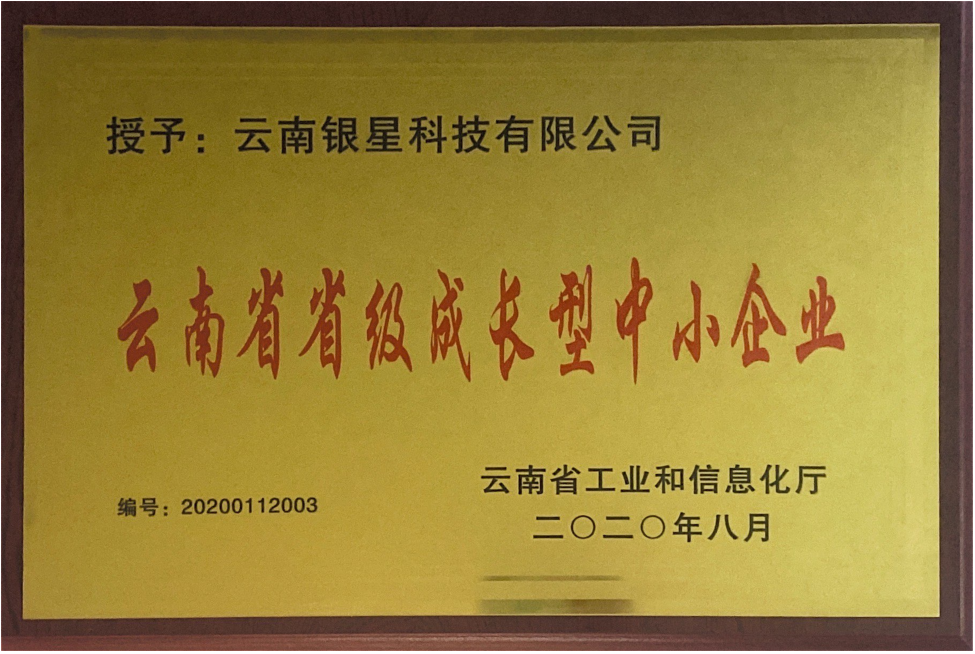 授予：云南银星科技有限公司
云南省省级成长型中小企业
编号：20200112003
云南省工业和信息化厅
二〇二〇年八月